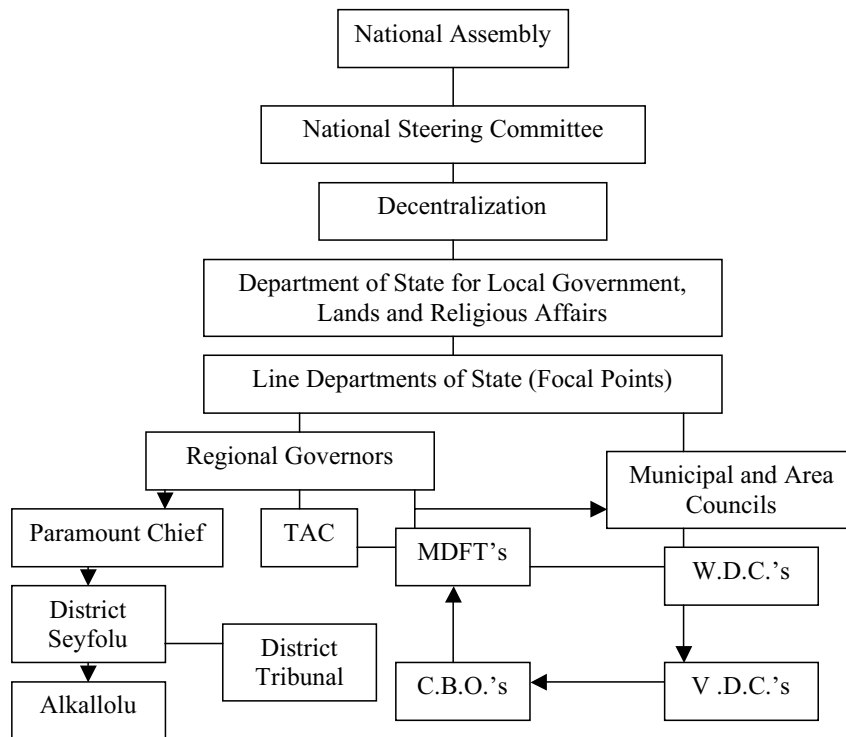 National Assembly
National Steering Committee
Decentralization
Department of State for Local Government,
Lands and Religious Affairs
Line Departments of State (Focal Points)
Regional Governors
Municipal and Area
Councils
Paramount Chief
TAC
MDFT’s
W.D.C.’s
District
Seyfolu
District
Tribunal
C.B.O.’s
V .D.C.’s
Alkallolu